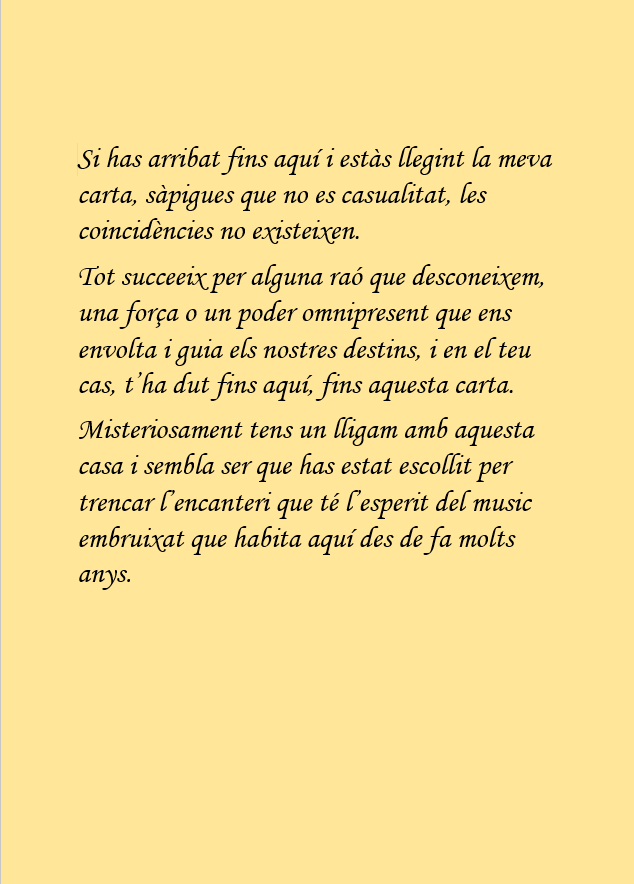 Si has arribat fins aquí i estàs llegint la meva
carta, sàpigues que no es casualitat, les
coincidències no existeixen.
Tot succeeix per alguna raó que desconeixem,
una força o un poder omnipresent que ens
envolta i guia els nostres destins, i en el teu
cas, t’ha dut fins aquí, fins aquesta carta.
Misteriosament tens un lligam amb aquesta
casa i sembla ser que has estat escollit per
trencar l’encanteri que té l’esperit del music
embruixat que habita aquí des de fa molts
anys.